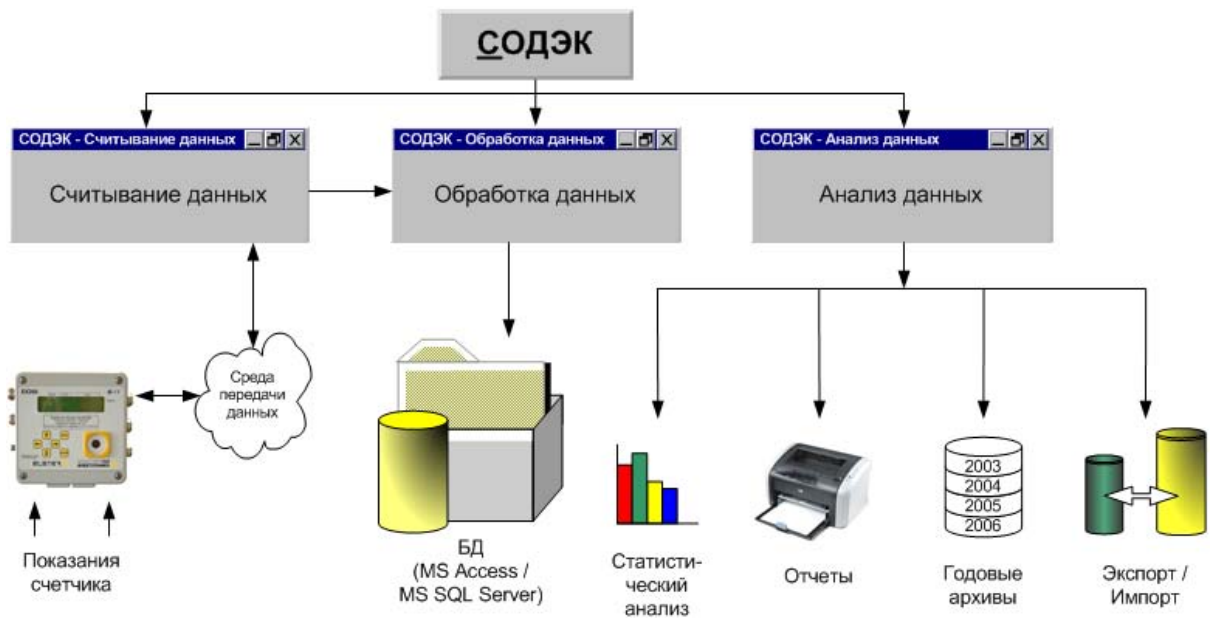 СОДЭК
СОДЭК - Считывание данных
Считывание данных
СОДЭК - Обработка данных
Обработка данных
СОДЭК - Анализ данных
Анализ данных
Среда
передачи
данных
Показания
счетчика
БД
(MS Access /
MS SQL Server)
Статисти-
ческий
анализ
Отчеты
2003
2004
2005
2006
Годовые
архивы
Экспорт /
Импорт